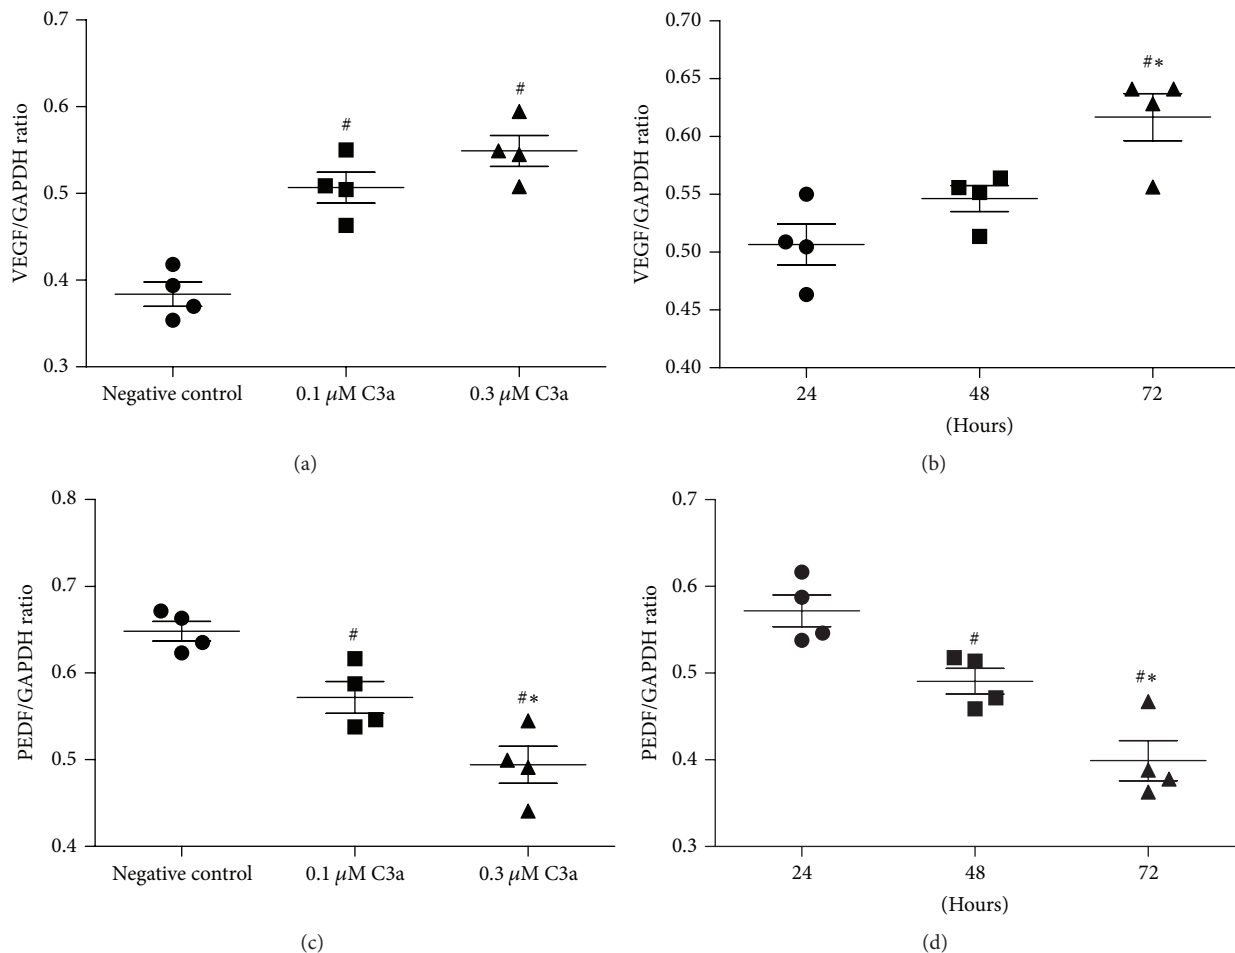 VEGF/GAPDH ratio
0.7
0.6
0.5
0.4
0.3
#
#
Negative control
0.1 μM C3a
0.3 μM C3a
(a)
VEGF/GAPDH ratio
0.70
0.65
0.60
0.55
0.50
0.45
0.40
#*
24
48
72
(Hours)
(b)
PEDF/GAPDH ratio
0.8
0.7
0.6
0.5
0.4
#
#*
Negative control
0.1 μM C3a
0.3 μM C3a
(c)
PEDF/GAPDH ratio
0.7
0.6
0.5
0.4
0.3
#
#*
24
48
72
(Hours)
(d)